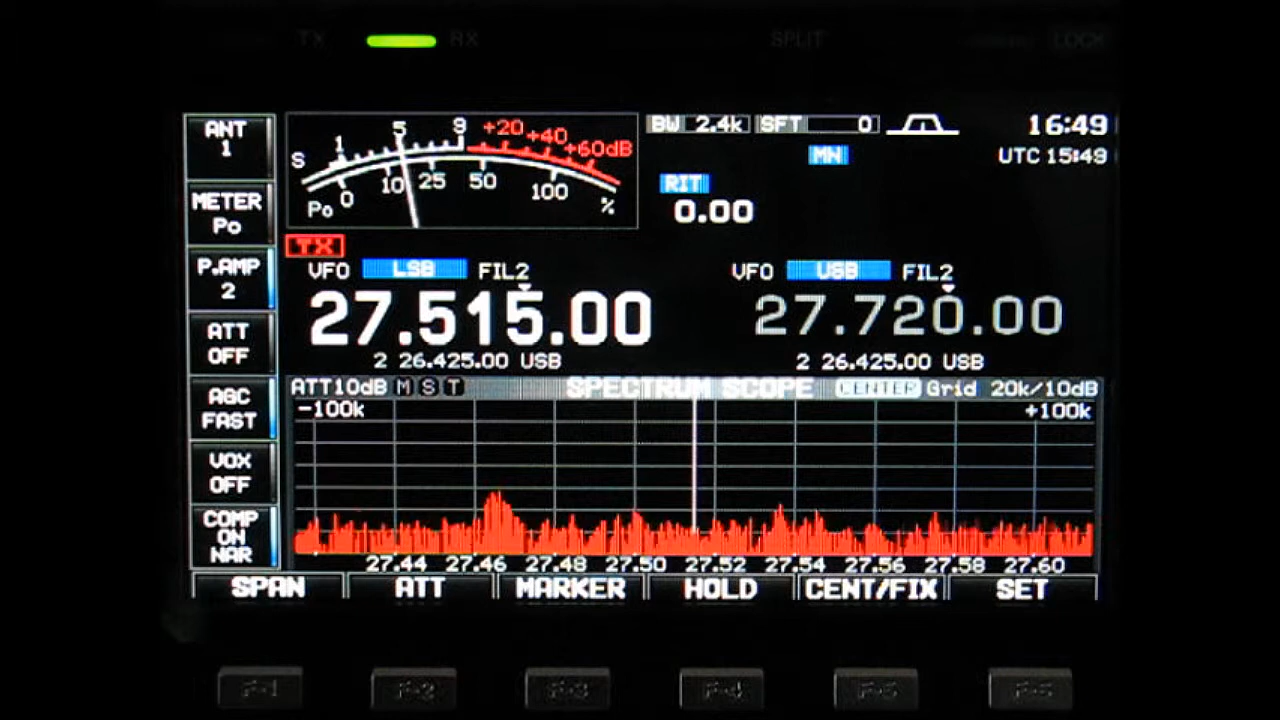 TX RX SPLIT LOCK
ANT
1
METER
Po
P.AMP
2
ATT
OFF
AGC
FAST
VOX
OFF
COMP
ON
NAR
S 1 5 9 +20 +40 +60dB
Po 0 10 25 50 100 %
BW 2.4k SFT 0
16:49
MN
UTC 15:49
RIT
0.00
TX
VFO LSB FIL2
27.515.00
2 26.425.00 USB
VFO USB FIL2
27.720.00
2 26.425.00 USB
ATT10dB M S T SPECTRUM SCOPE CENTER Grid 20k/10dB
-100k +100k
27.44 27.46 27.48 27.50 27.52 27.54 27.56 27.58 27.60
SPAN ATT MARKER HOLD CENT/FIX SET
F-1 F-2 F-3 F-4 F-5